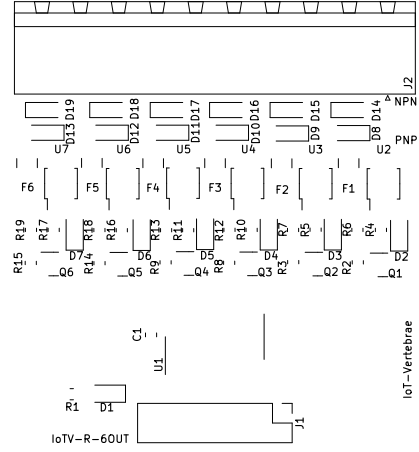 J2
D19 D18 D17 D16 D15 D14 NPN
D13 D12 D11 D10 D9 D8 PNP
U7 U6 U5 U4 U3 U2
F6 F5 F4 F3 F2 F1
R19 R17 R18 R16 R13 R11 R12 R10 R7 R5 R6 R4
D7 D6 D5 D4 D3 D2
R15 R14 R9 R8 R3 R2
Q6 Q5 Q4 Q3 Q2 Q1
C1
U1
IoT-Vertebrae
R1 D1
J1
IoTV-R-6OUT